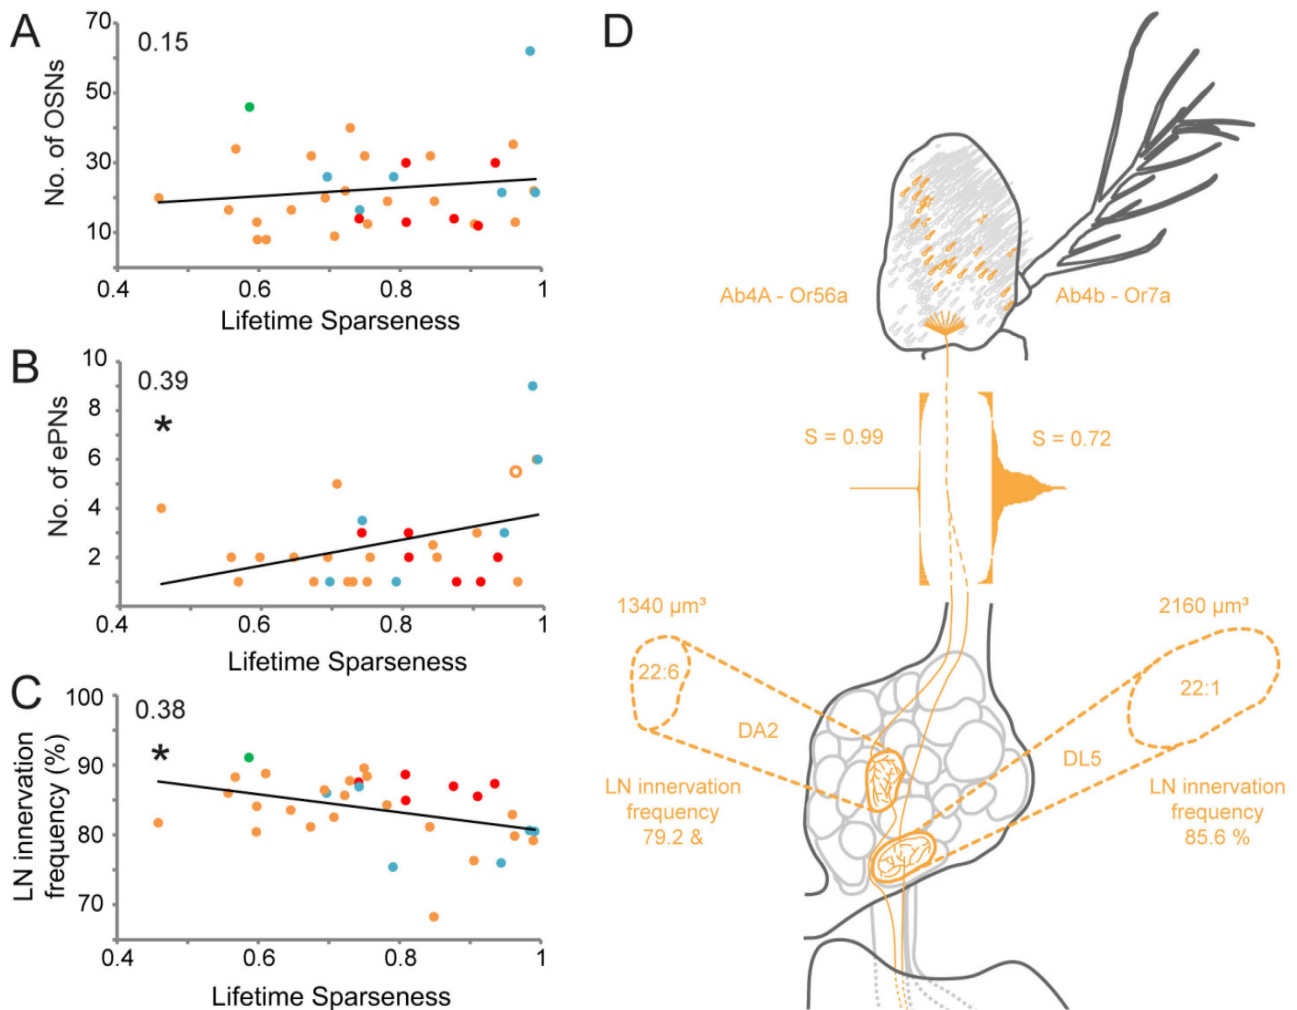 A
0.15
No. of OSNs
70
50
30
10
0.4
0.6
0.8
1
Lifetime Sparseness
B
0.39
*
No. of ePNs
10
8
6
4
2
0.4
0.6
0.8
1
Lifetime Sparseness
C
0.38
*
LN innervation
frequency (%)
100
90
80
70
0.4
0.6
0.8
1
Lifetime Sparseness
D
Ab4A - Or56a
Ab4b - Or7a
S = 0.99
S = 0.72
1340 µm³
2160 µm³
22:6
22:1
DA2
DL5
LN innervation
frequency
79.2 &
LN innervation
frequency
85.6 %